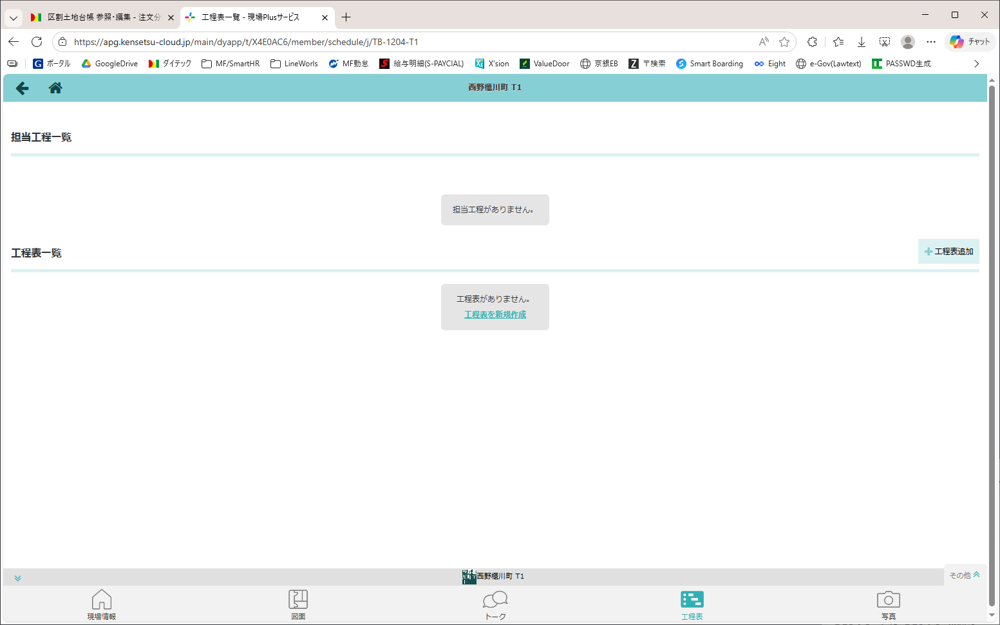 区割土地台帳 参照・編集 - 注文分
工程表一覧 - 現場Plusサービス
https://apg.kensetsu-cloud.jp/main/dyapp/t/X4E0AC6/member/schedule/j/TB-1204-T1
チャット
ポータル
GoogleDrive
ダイテック
MF/SmartHR
LineWorls
MF勤怠
給与明細(S-PAYCIAL)
X'sion
ValueDoor
京銀EB
〒検索
Smart Boarding
Eight
e-Gov(Lawtext)
PASSWD生成
西野楯川町 T1
担当工程一覧
担当工程がありません。
工程表一覧
工程表追加
工程表がありません。
工程表を新規作成
西野楯川町 T1
その他
現場情報
図面
トーク
工程表
写真